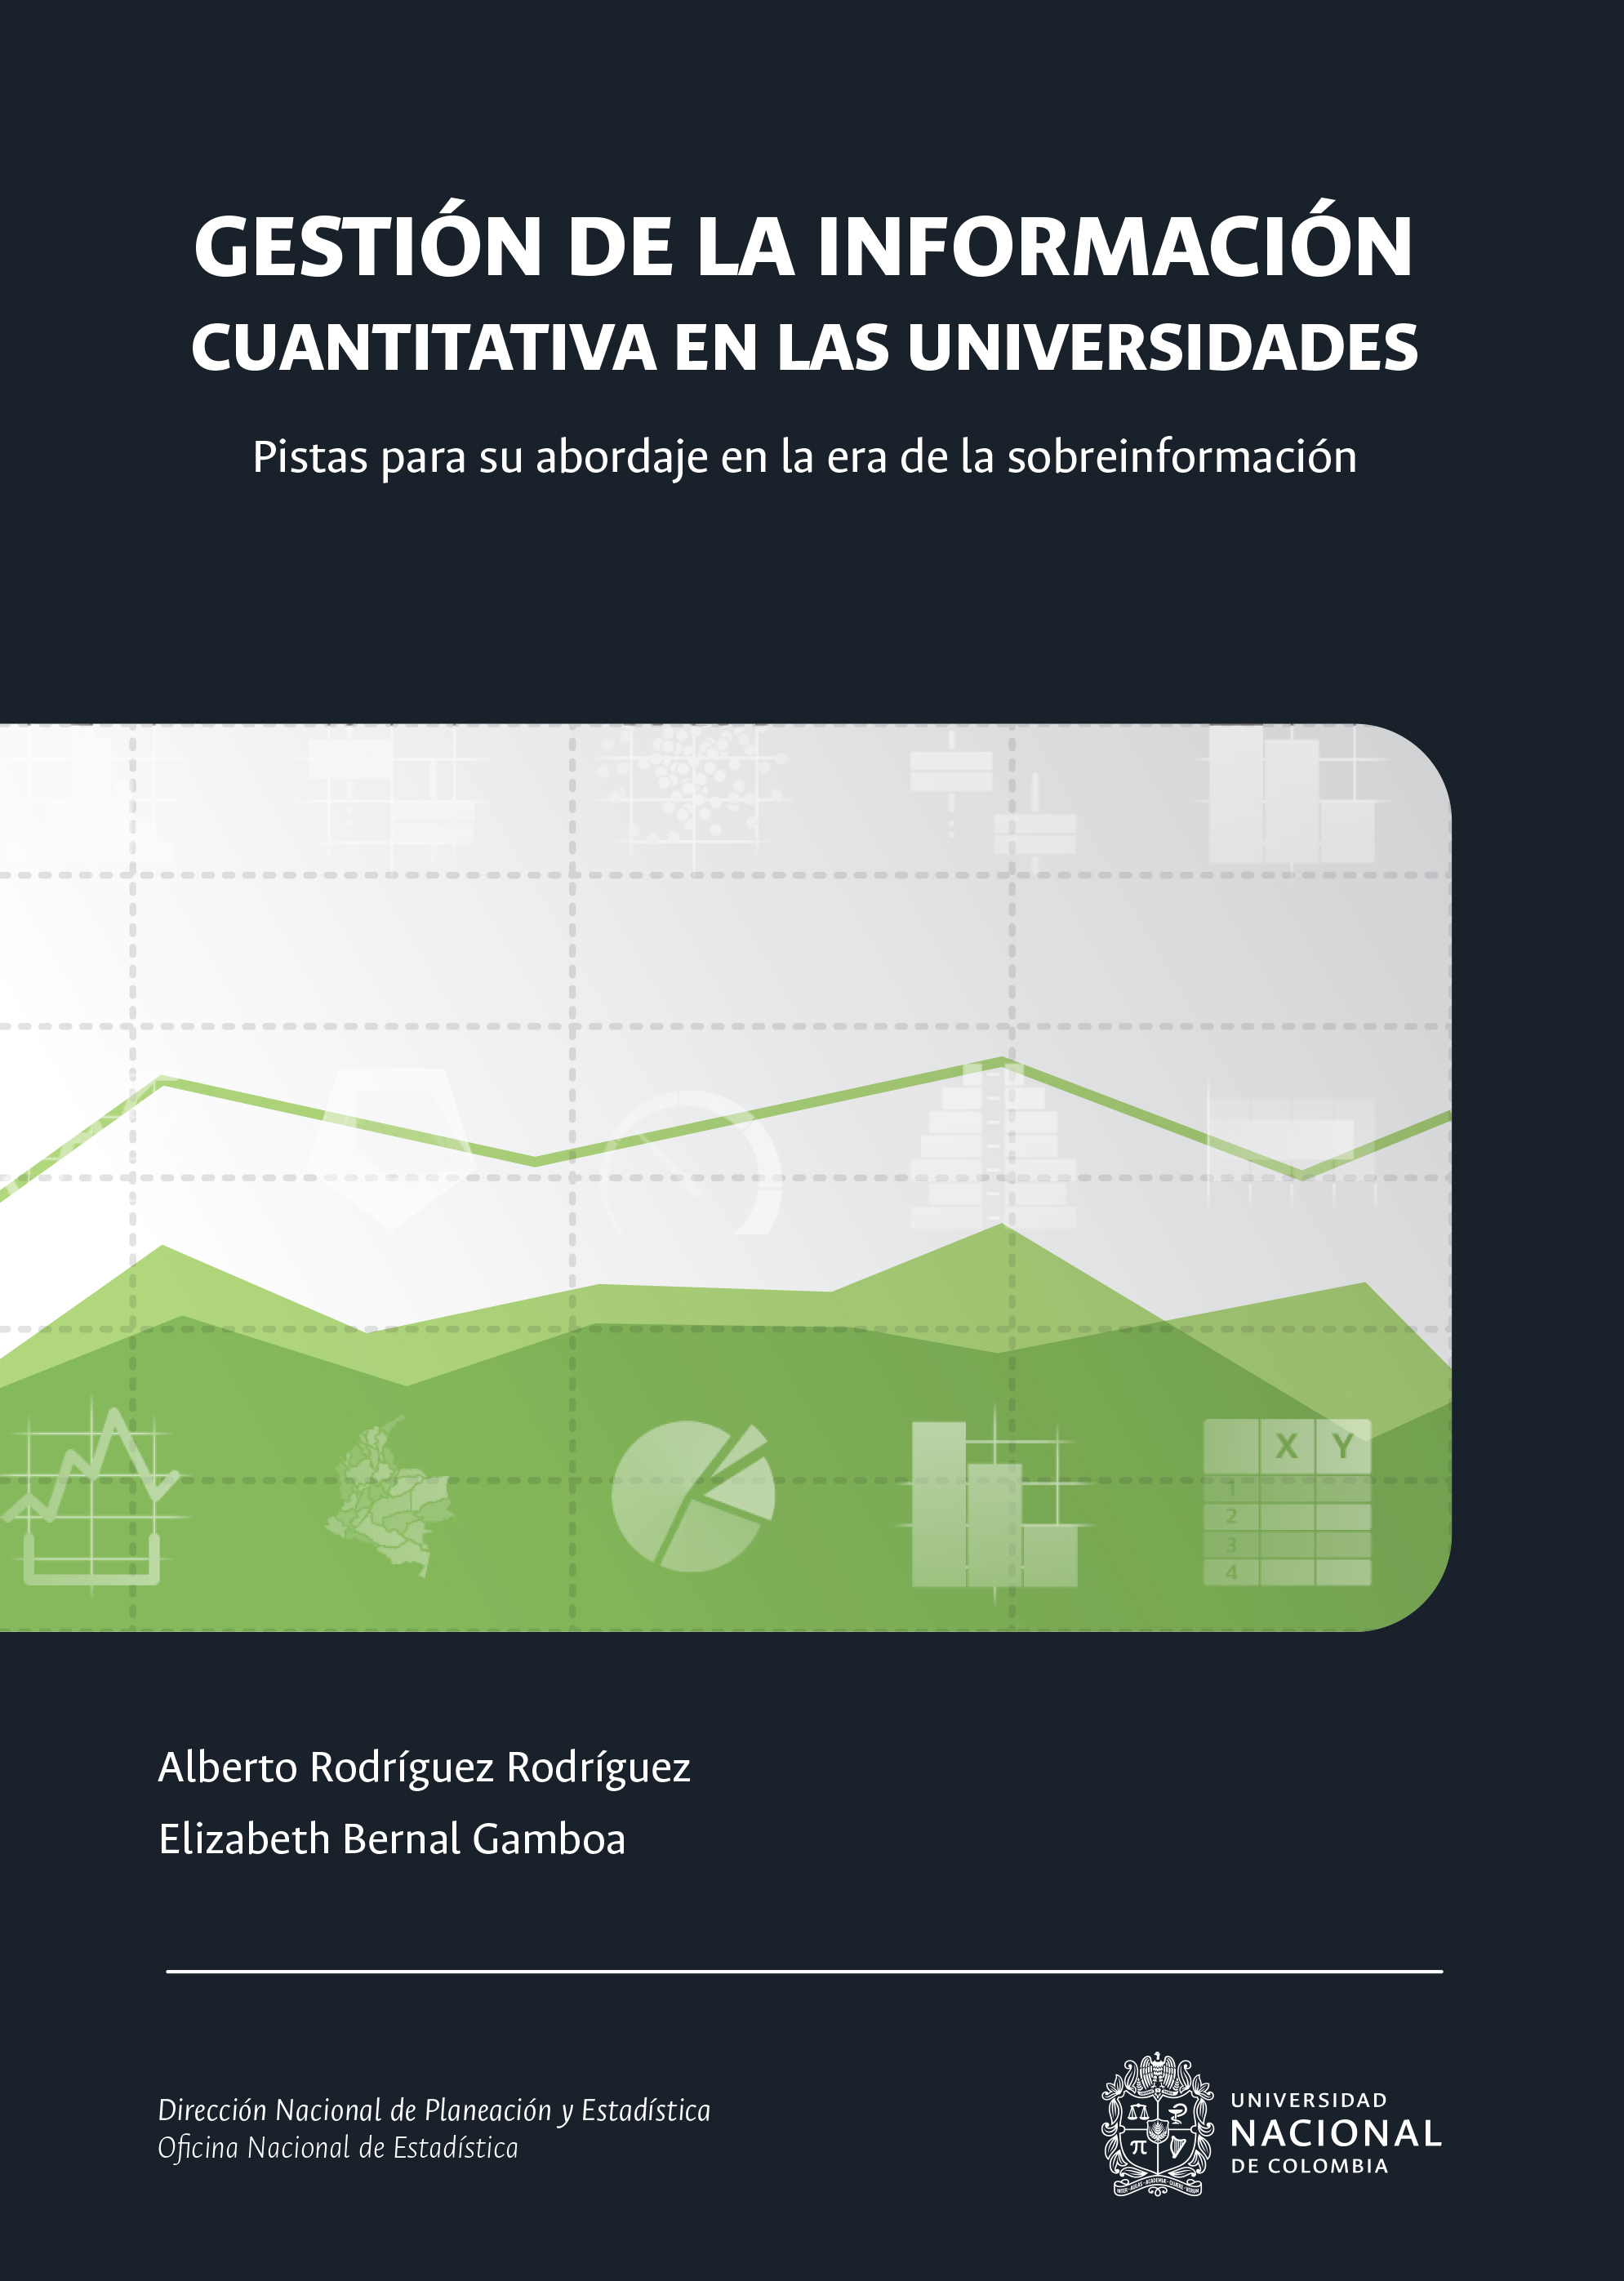 GESTIÓN DE LA INFORMACIÓN
CUANTITATIVA EN LAS UNIVERSIDADES
Pistas para su abordaje en la era de la sobreinformación
X Y
1
2
3
4
Alberto Rodríguez Rodríguez
Elizabeth Bernal Gamboa
Dirección Nacional de Planeación y Estadística
Oficina Nacional de Estadística
π
UNIVERSIDAD
NACIONAL
DE COLOMBIA